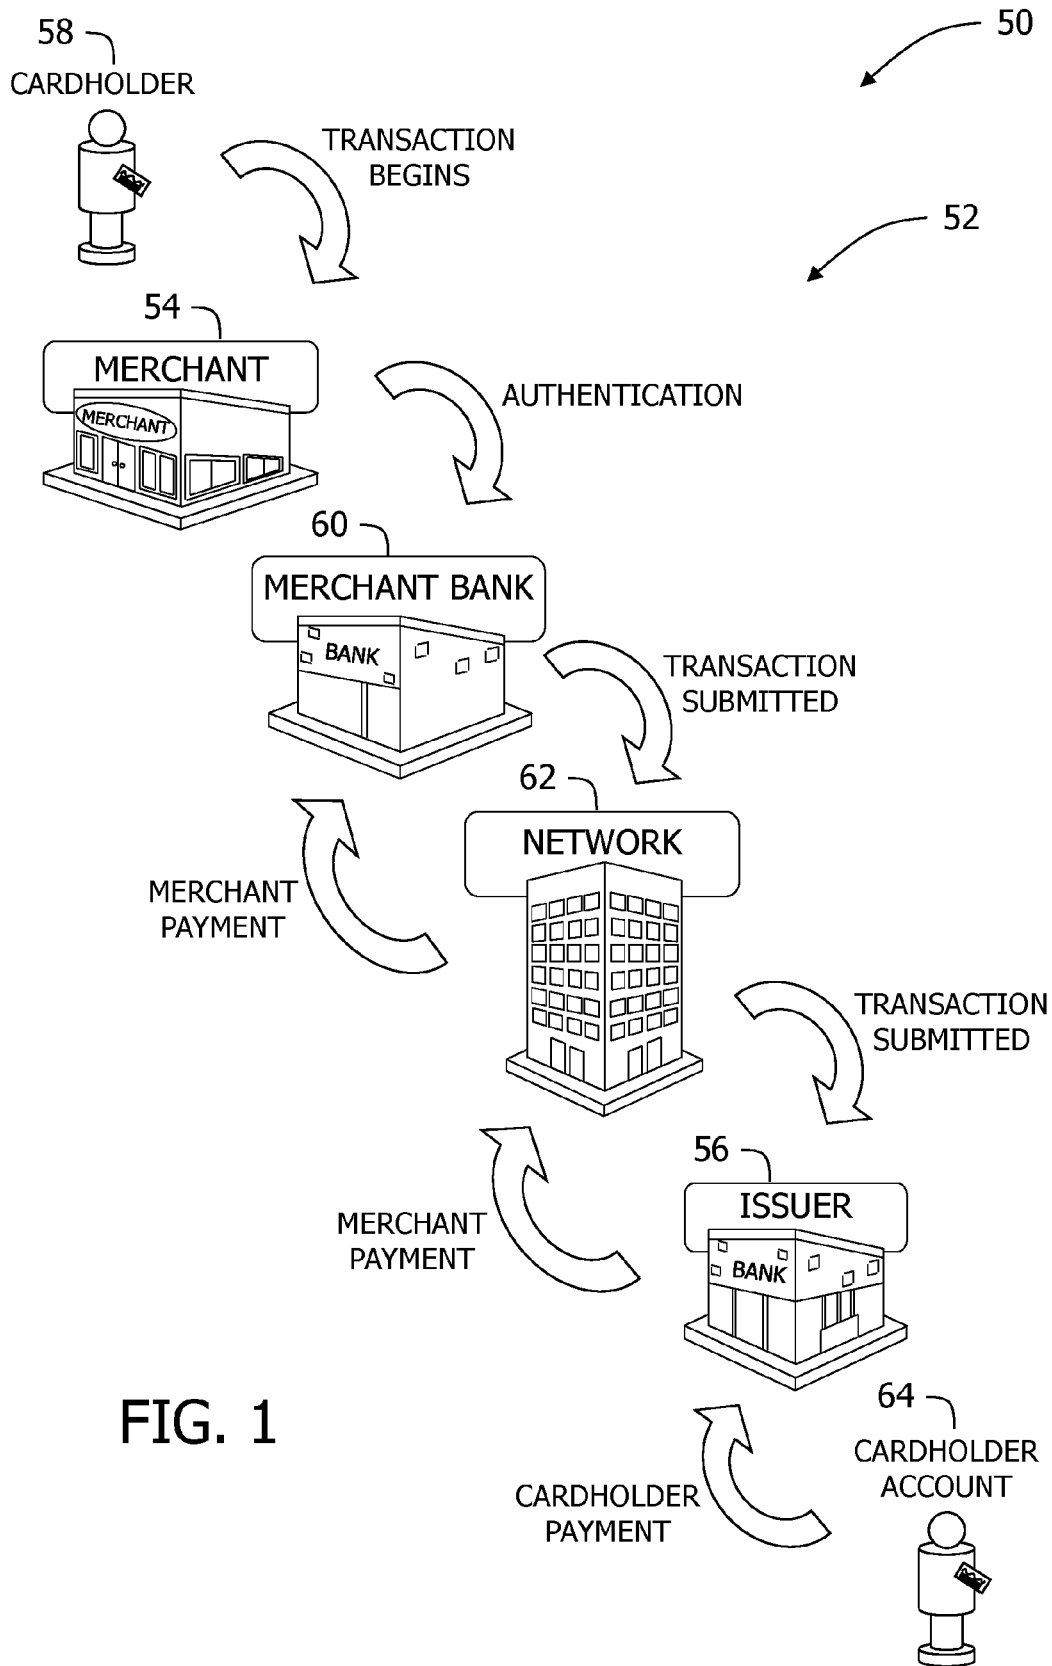 50
58
CARDHOLDER
TRANSACTION
BEGINS
52
54
MERCHANT
MERCHANT
AUTHENTICATION
60
MERCHANT BANK
BANK
TRANSACTION
SUBMITTED
62
NETWORK
MERCHANT
PAYMENT
TRANSACTION
SUBMITTED
56
ISSUER
BANK
MERCHANT
PAYMENT
64
CARDHOLDER
ACCOUNT
CARDHOLDER
PAYMENT
FIG. 1